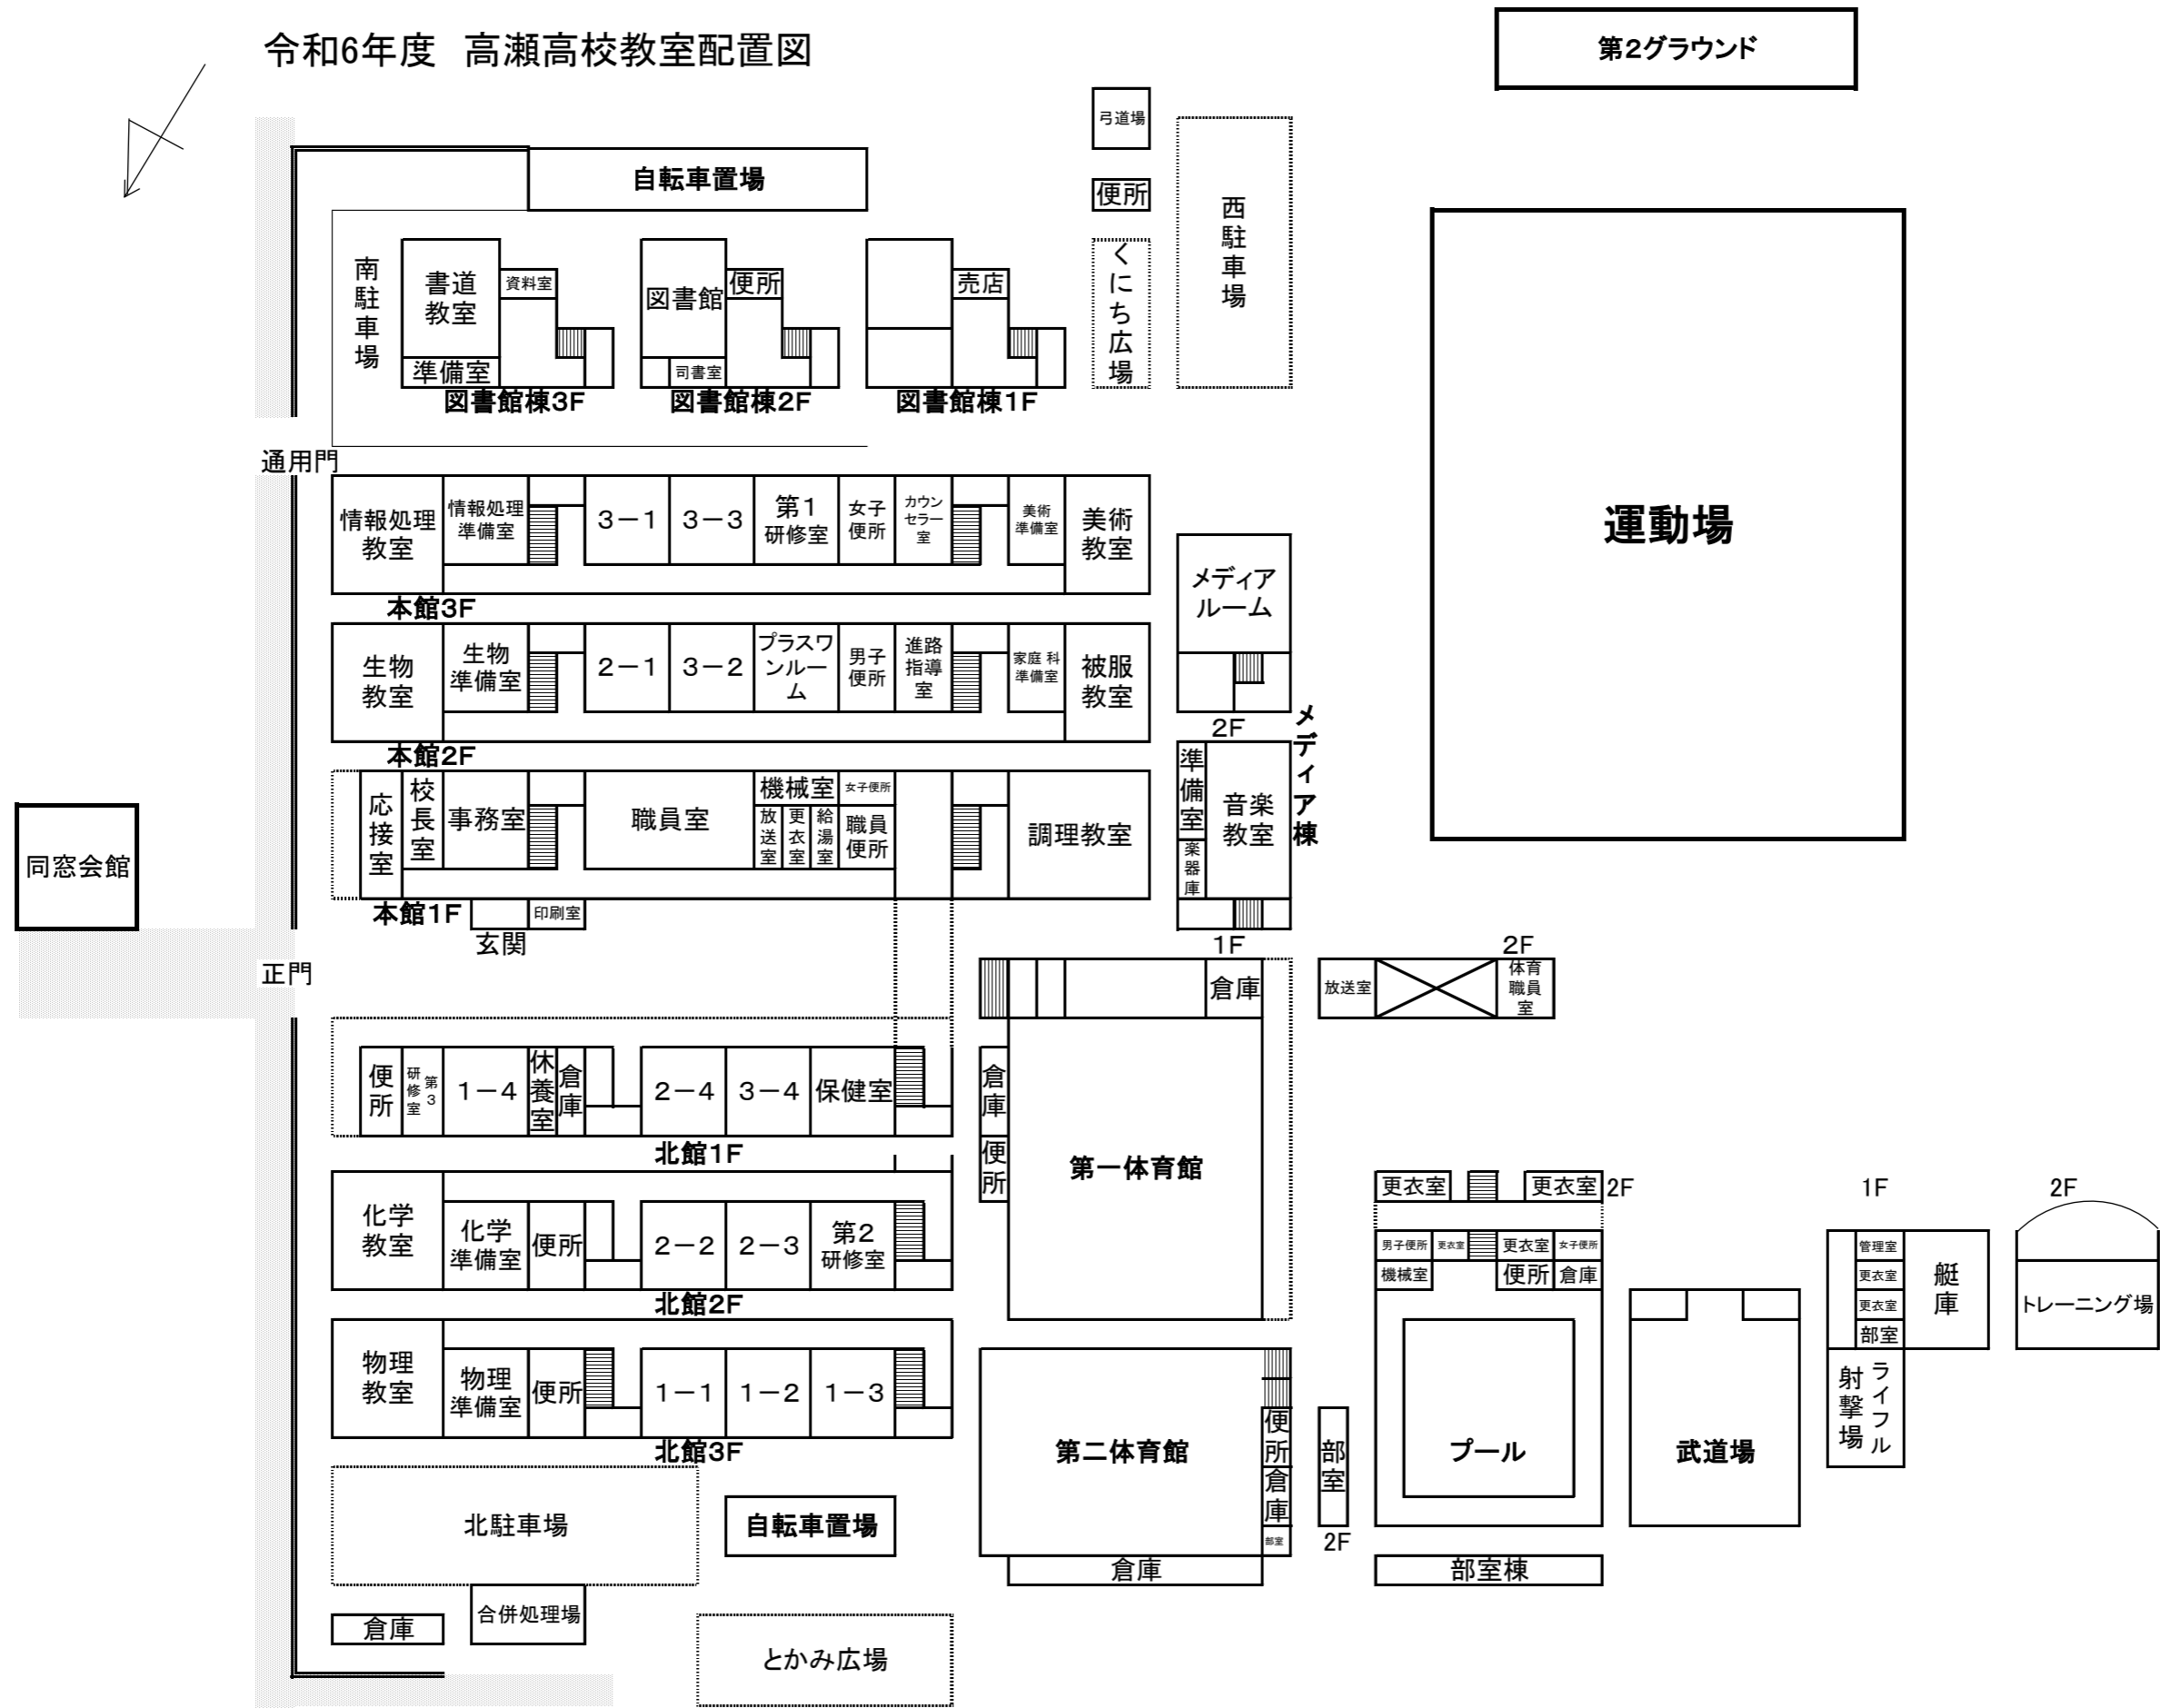 令和6年度 高瀬高校教室配置図
第2グラウンド
弓道場
自転車置場
便所
西駐車場
くにち広場
南駐車場
書道
教室
資料室
準備室
図書館棟3F
図書館
便所
司書室
図書館棟2F
売店
図書館棟1F
運動場
通用門
情報処理
教室
情報処理
準備室
3-1
3-3
第1
研修室
女子
便所
カウン
セラー
室
美術
準備室
美術
教室
本館3F
生物
教室
生物
準備室
2-1
3-2
プラスワ
ンルー
ム
男子
便所
進路
指導
室
家庭 科
準備室
被服
教室
本館2F
メディア
ルーム
2F
メディア棟
準備室
音楽
教室
楽器庫
1F
応接室
校長室
事務室
職員室
機械室
女子便所
放送室
更衣室
給湯室
職員
便所
調理教室
本館1F
印刷室
玄関
同窓会館
正門
便所
第3
研修室
1-4
休養室
倉庫
2-4
3-4
保健室
北館1F
化学
教室
化学
準備室
便所
2-2
2-3
第2
研修室
北館2F
物理
教室
物理
準備室
便所
1-1
1-2
1-3
北館3F
倉庫
倉庫
便所
第一体育館
2F
放送室
体育
職員
室
第二体育館
便所
倉庫
部室
倉庫
部室
2F
更衣室
更衣室
2F
男子便所
更衣室
更衣室
女子便所
機械室
便所
倉庫
プール
部室棟
武道場
1F
管理室
更衣室
更衣室
部室
艇庫
ライフル
射撃場
2F
トレーニング場
北駐車場
自転車置場
合併処理場
倉庫
とかみ広場